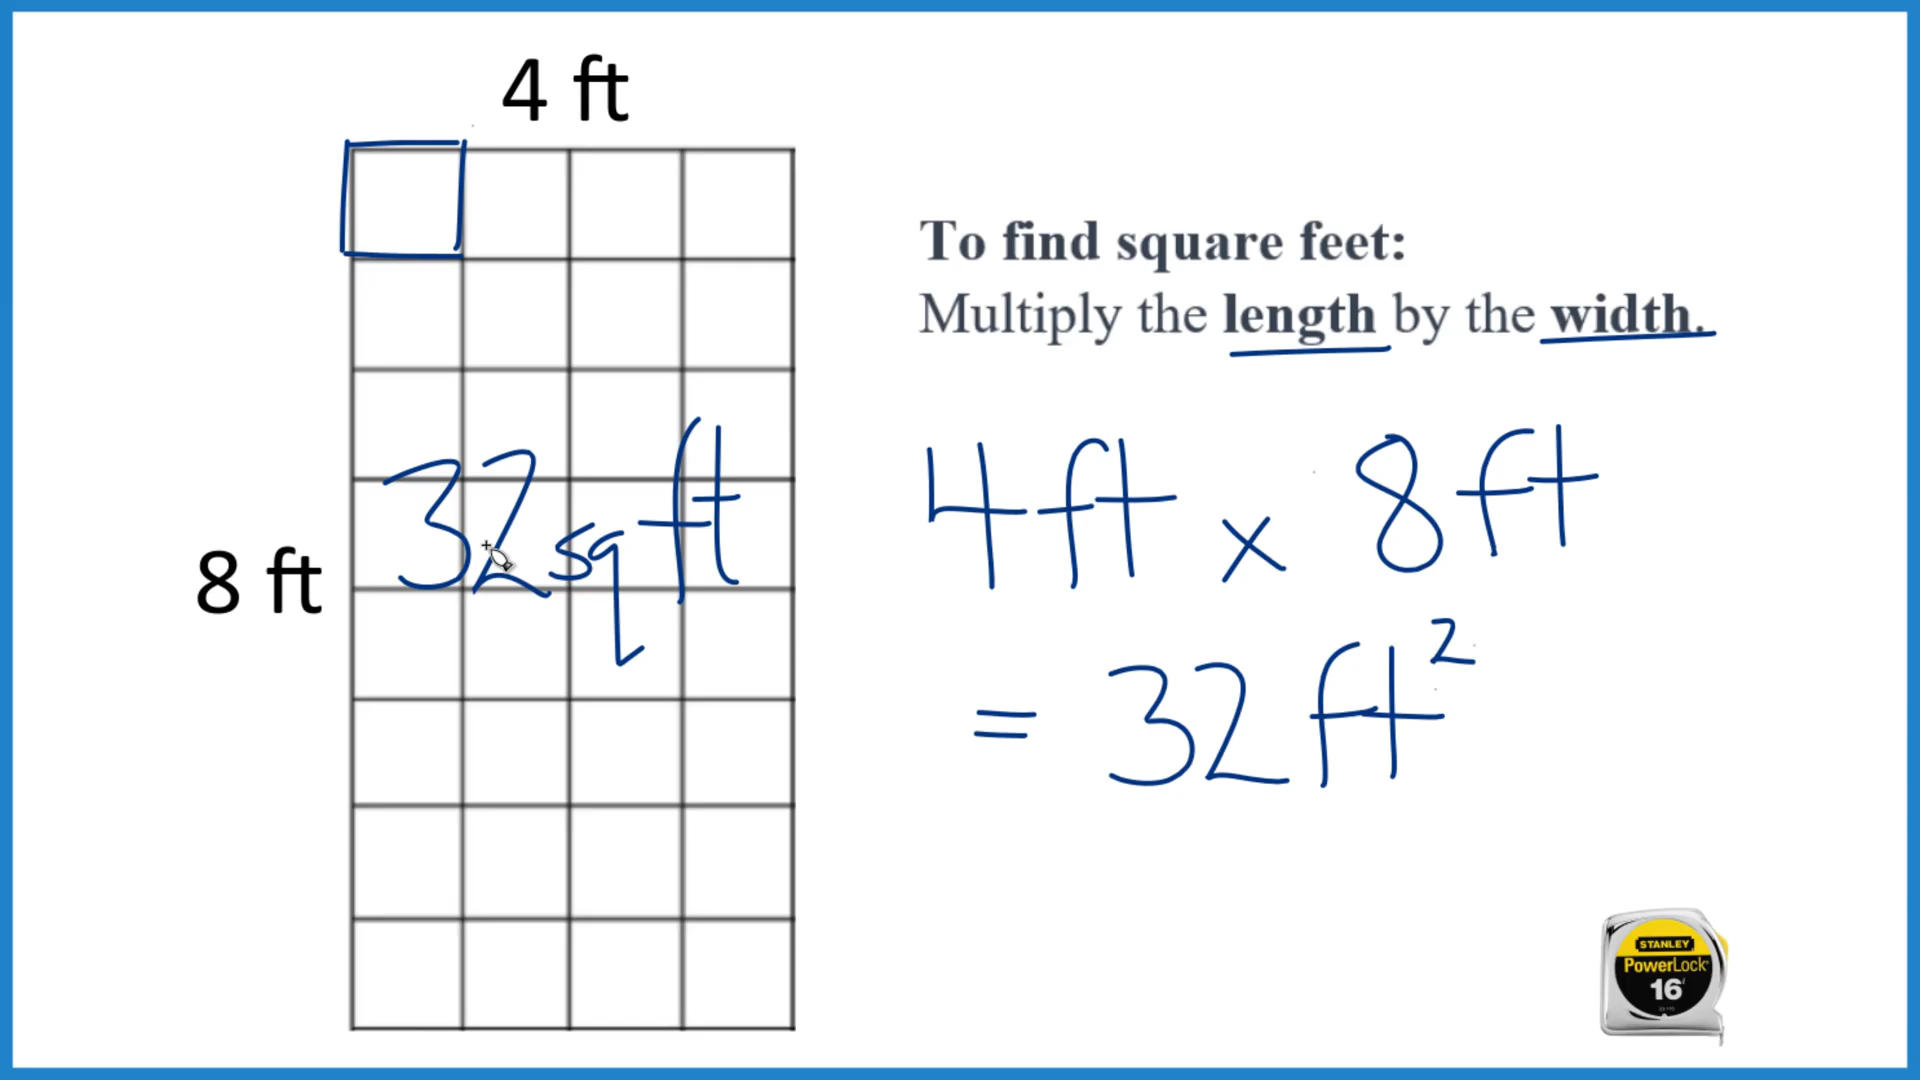 4 ft
To find square feet:
Multiply the length by the width.
4ft x 8ft
32 sq ft
8 ft
= 32 ft²
STANLEY
PowerLock
16'